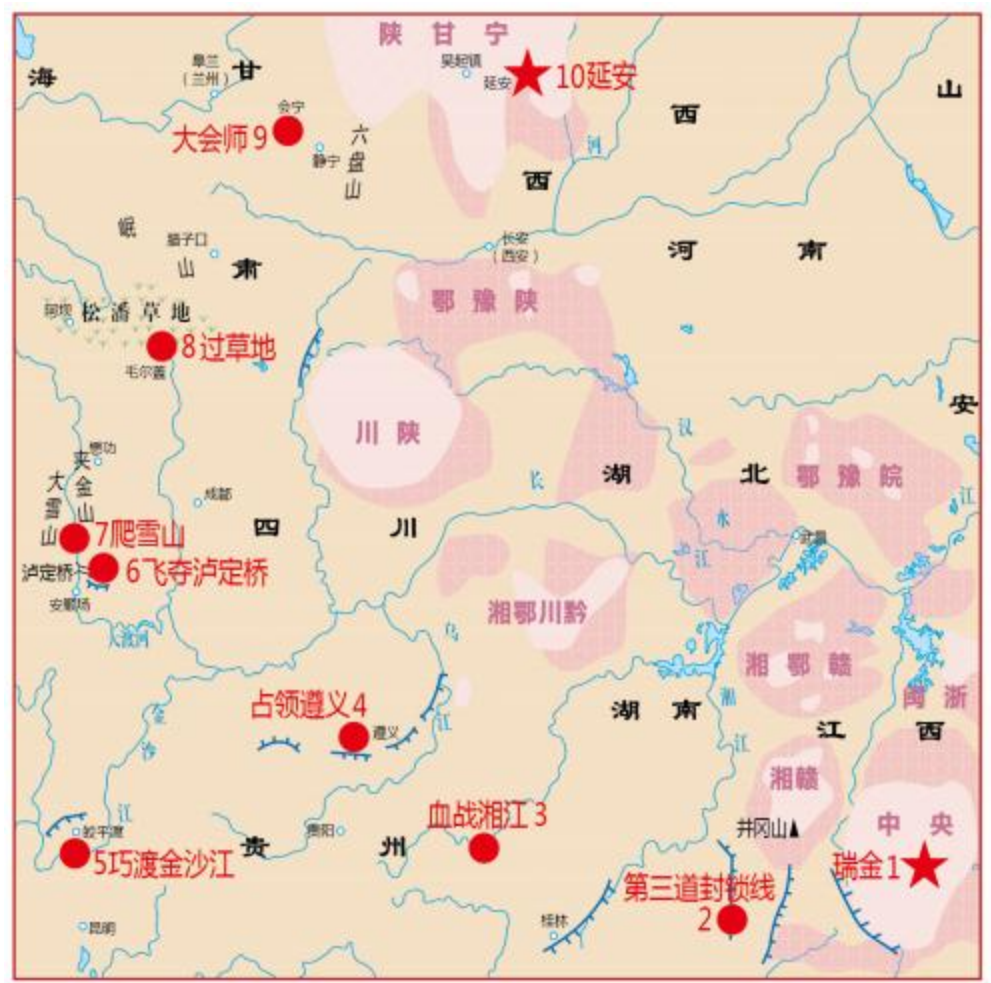 陕甘宁
海
皋兰
(兰州)
甘
吴起镇
延安
10延安
山
会宁
大会师9
静宁
六盘山
西
河
西
岷
山
腊子口
肃
长安
(西安)
河南
鄂豫陕
阿坝
松潘草地
8过草地
毛尔盖
川陕
安
汉
懋功
夹金山
大雪山
成都
四
川
长
湖
北
鄂豫皖
江
水
江
武昌
7爬雪山
泸定桥
6飞夺泸定桥
安顺场
大渡河
湘鄂川黔
乌
江
湘鄂赣
闽浙
金
沙
江
占领遵义4
遵义
湖南
湘
江
江
西
湘赣
中央
血战湘江3
井冈山▲
皎平渡
5巧渡金沙江
贵阳
贵
州
瑞金1
第三道封锁线
2
昆明
桂林